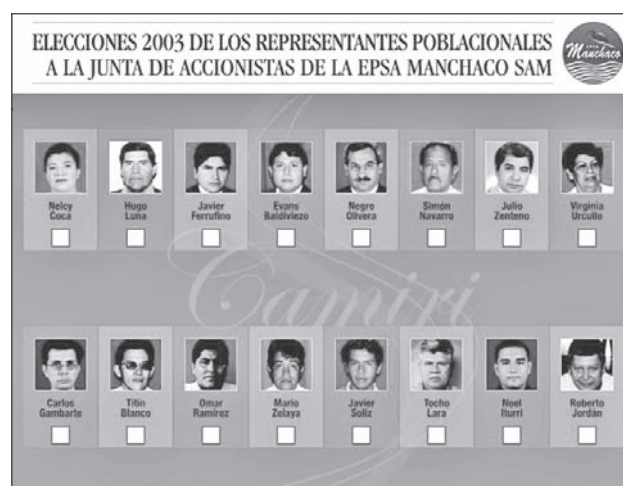 ELECCIONES 2003 DE LOS REPRESENTANTES POBLACIONALES
A LA JUNTA DE ACCIONISTAS DE LA EPSA MANCHACO SAM
EPSA
Manchaco
Nelcy
Coca
Hugo
Luna
Javier
Ferrufino
Evans
Baldiviezo
Negro
Olivera
Simón
Navarro
Julio
Zenteno
Virginia
Urcullo
Camiri
Carlos
Gambarte
Titín
Blanco
Omar
Ramírez
Mario
Zelaya
Javier
Solíz
Tocho
Lara
Noel
Iturri
Roberto
Jordán